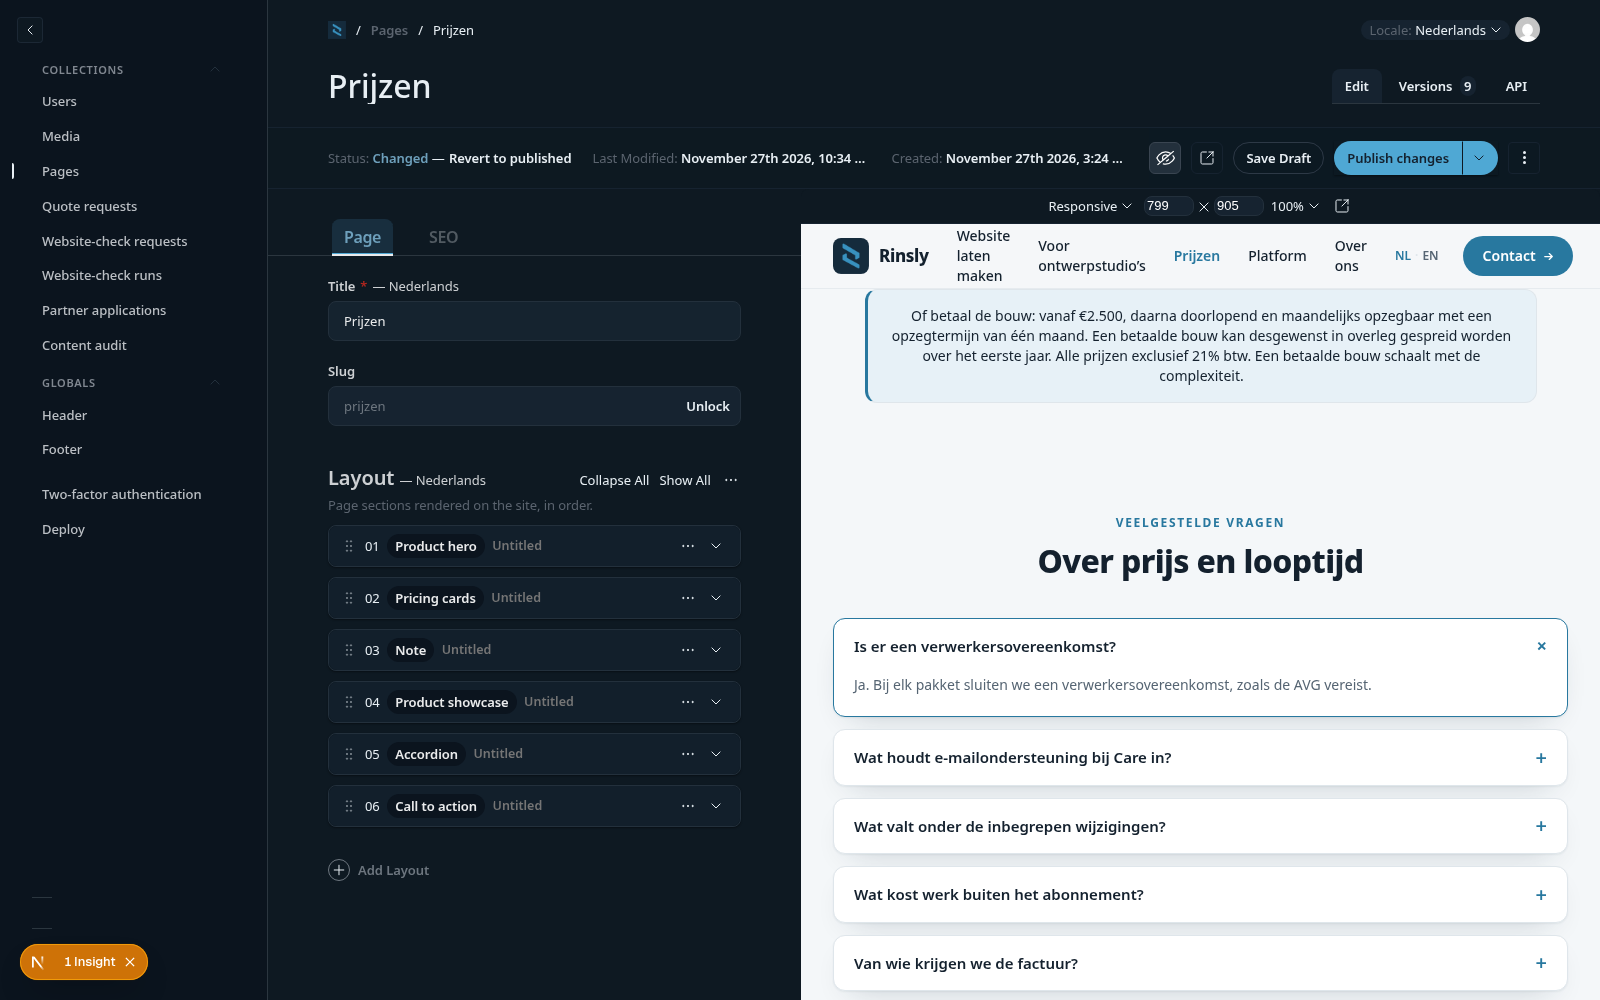 / Pages / Prijzen
Locale: Nederlands
COLLECTIONS
Users
Media
Pages
Quote requests
Website-check requests
Website-check runs
Partner applications
Content audit
GLOBALS
Header
Footer
Two-factor authentication
Deploy
1 Insight
Prijzen
Edit Versions 9 API
Status: Changed — Revert to published Last Modified: November 27th 2026, 10:34 ... Created: November 27th 2026, 3:24 ... Save Draft Publish changes
Page SEO
Title * — Nederlands
Prijzen
Slug
prijzen Unlock
Layout — Nederlands Collapse All Show All ...
Page sections rendered on the site, in order.
01 Product hero Untitled
02 Pricing cards Untitled
03 Note Untitled
04 Product showcase Untitled
05 Accordion Untitled
06 Call to action Untitled
Add Layout
Responsive 799 × 905 100%
Rinsly
Website
laten
maken
Voor
ontwerpstudio's
Prijzen
Platform
Over
ons
NL EN
Contact →
Of betaal de bouw: vanaf €2.500, daarna doorlopend en maandelijks opzegbaar met een
opzegtermijn van één maand. Een betaalde bouw kan desgewenst in overleg gespreid worden
over het eerste jaar. Alle prijzen exclusief 21% btw. Een betaalde bouw schaalt met de
complexiteit.
VEELGESTELDE VRAGEN
Over prijs en looptijd
Is er een verwerkersovereenkomst?
Ja. Bij elk pakket sluiten we een verwerkersovereenkomst, zoals de AVG vereist.
Wat houdt e-mailondersteuning bij Care in? +
Wat valt onder de inbegrepen wijzigingen? +
Wat kost werk buiten het abonnement? +
Van wie krijgen we de factuur? +